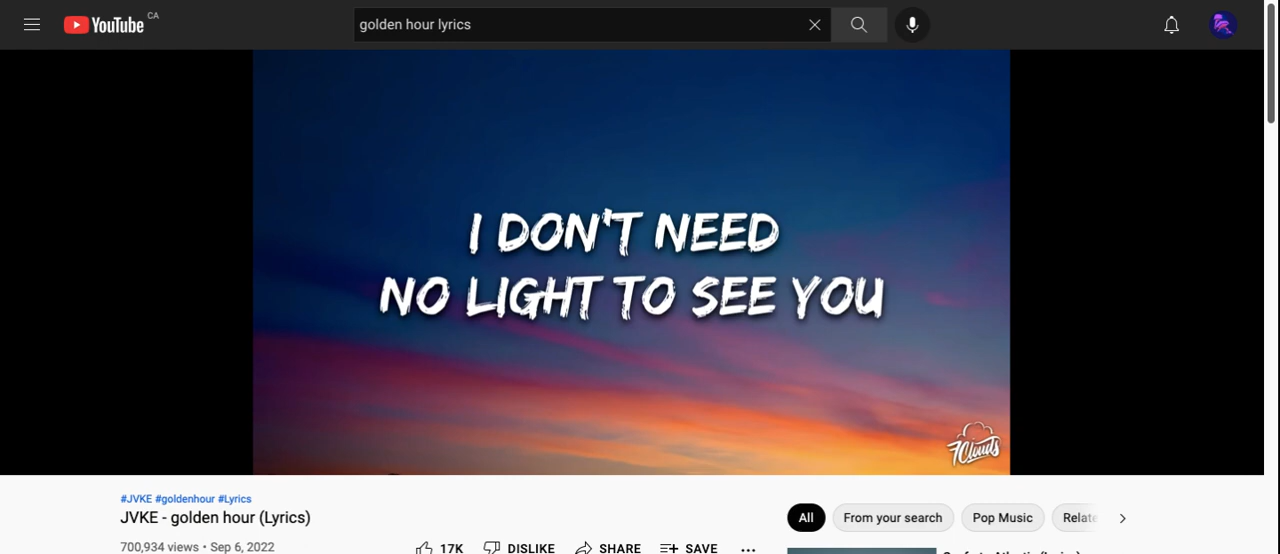 YouTube CA
golden hour lyrics
I DON'T NEED
NO LIGHT TO SEE YOU
7Clouds
#JVKE #goldenhour #Lyrics
JVKE - golden hour (Lyrics)
700,934 views • Sep 6, 2022
17K DISLIKE SHARE SAVE
All From your search Pop Music Relate